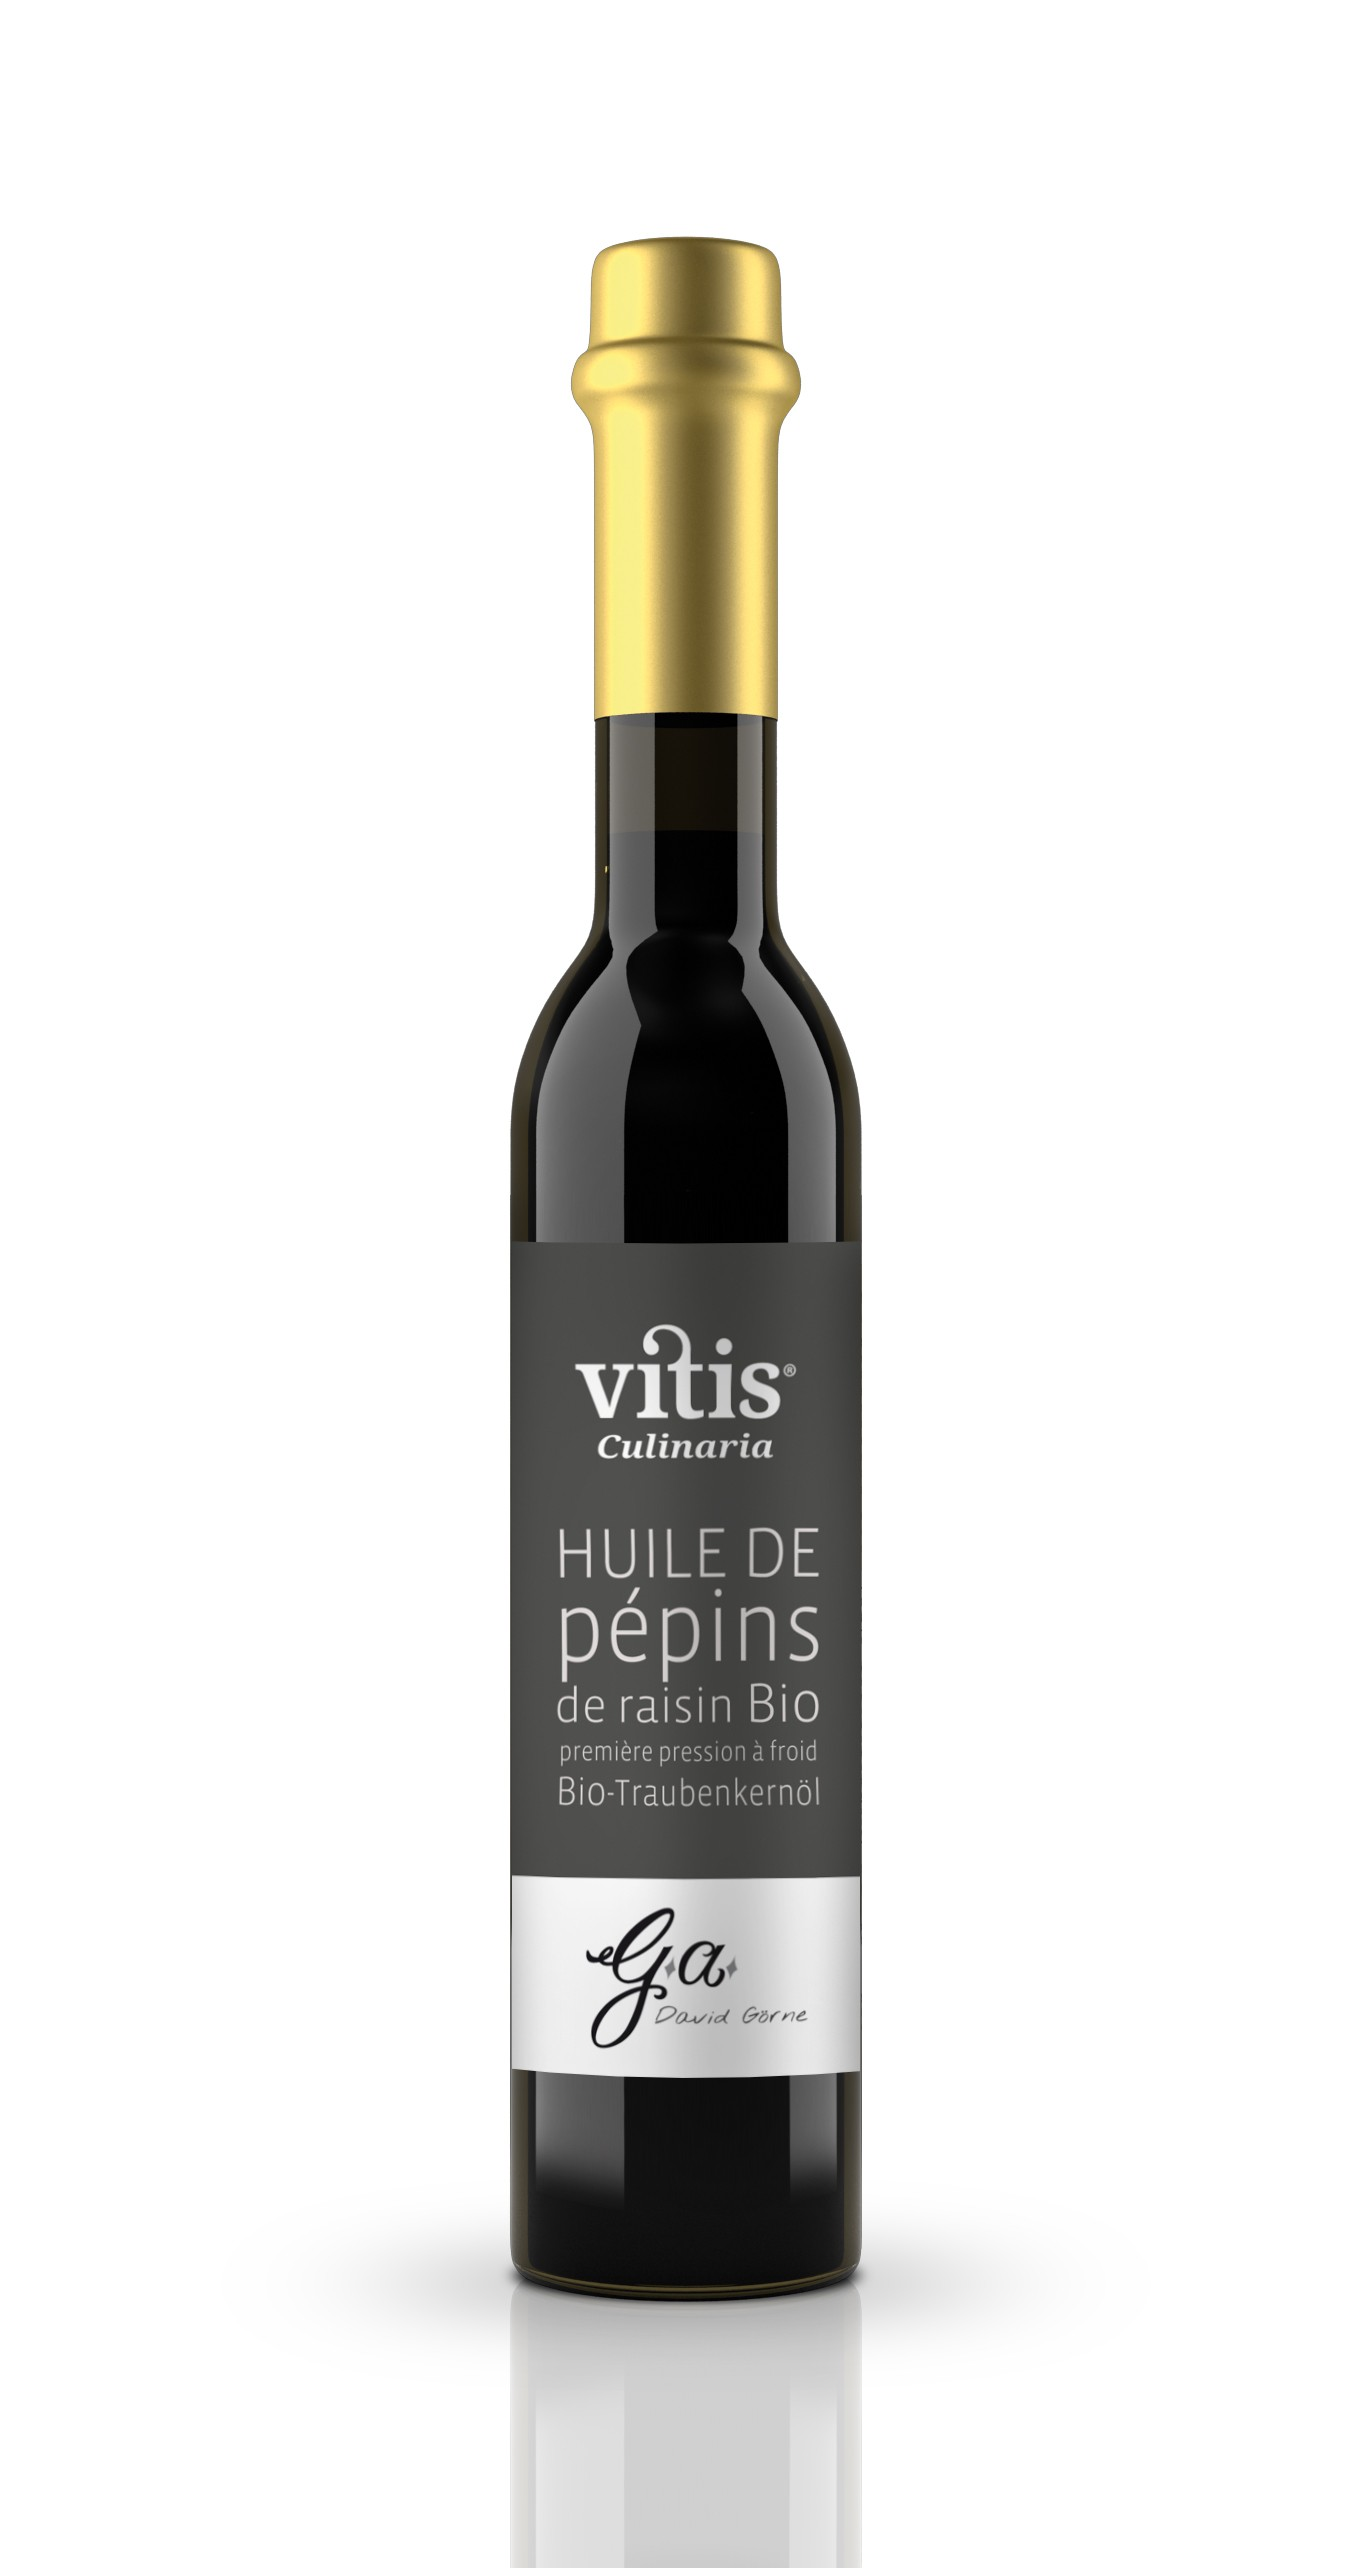 vitis®
Culinaria
HUILE DE
pépins
de raisin Bio
première pression à froid
Bio-Traubenkernöl
G.a.
David Görne